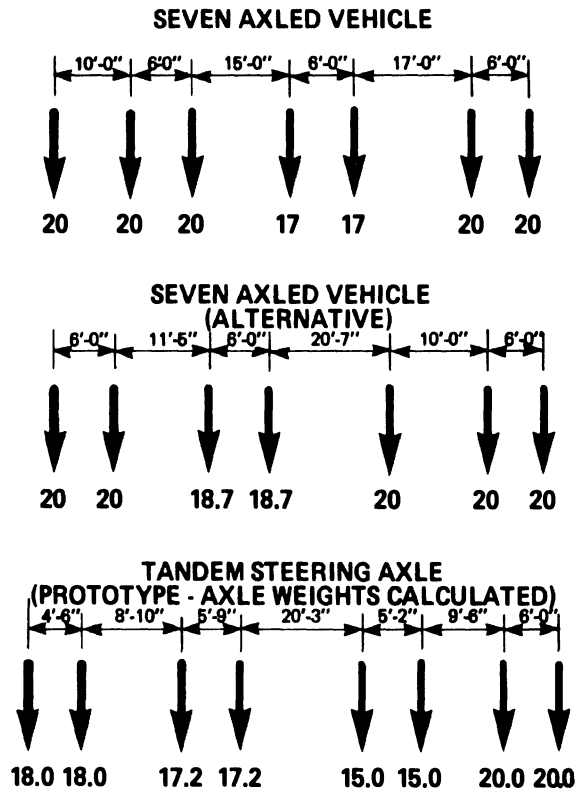 SEVEN AXLED VEHICLE
10'-0" 6'0" 15'-0" 6'-0" 17'-0" 6'-0"
20 20 20 17 17 20 20
SEVEN AXLED VEHICLE
(ALTERNATIVE)
6'-0" 11'-5" 6'-0" 20'-7" 10'-0" 6'-0"
20 20 18.7 18.7 20 20 20
TANDEM STEERING AXLE
(PROTOTYPE - AXLE WEIGHTS CALCULATED)
4'-6" 8'-10" 5'-9" 20'-3" 5'-2" 9'-6" 6'-0"
18.0 18.0 17.2 17.2 15.0 15.0 20.0 20.0